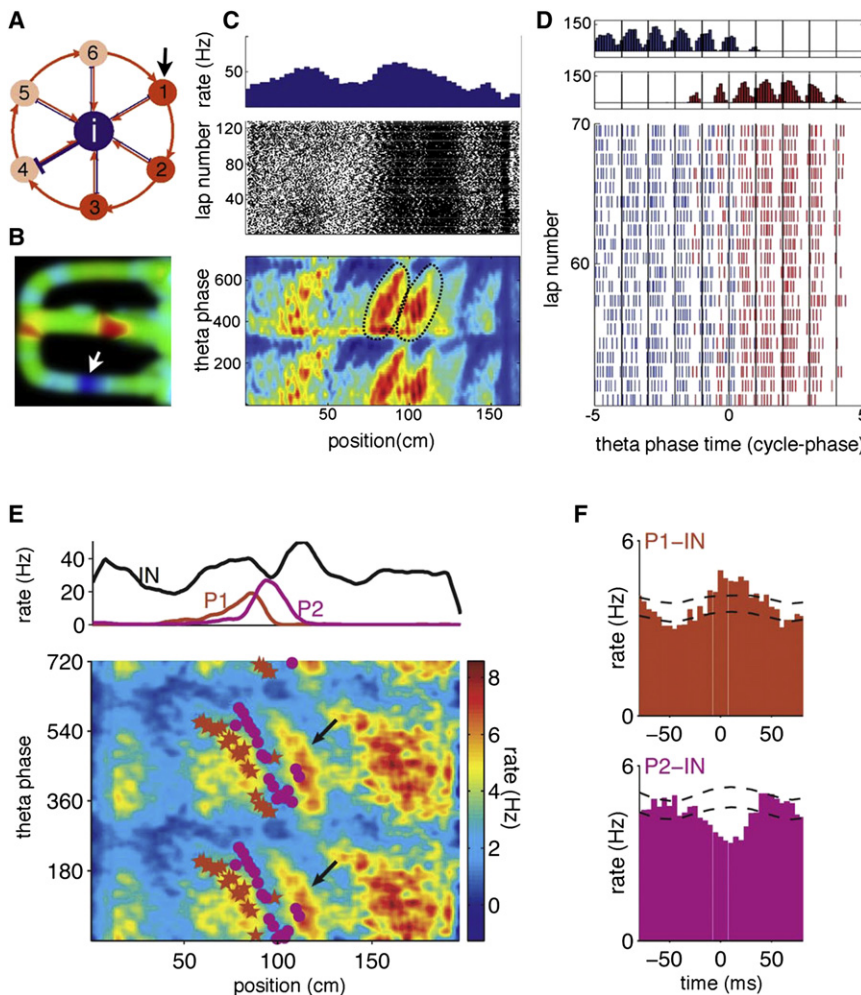 A
6
1
5
i
4
2
3
B
C
rate (Hz)
50
lap number
120
80
40
theta phase
600
400
200
50
100
150
position(cm)
D
150
150
lap number
70
60
-5
0
5
theta phase time (cycle-phase)
E
rate (Hz)
40
20
0
IN
P1
P2
theta phase
720
540
360
180
50
100
150
position (cm)
rate (Hz)
8
6
4
2
0
F
P1-IN
rate (Hz)
6
0
-50
0
50
P2-IN
rate (Hz)
6
0
-50
0
50
time (ms)